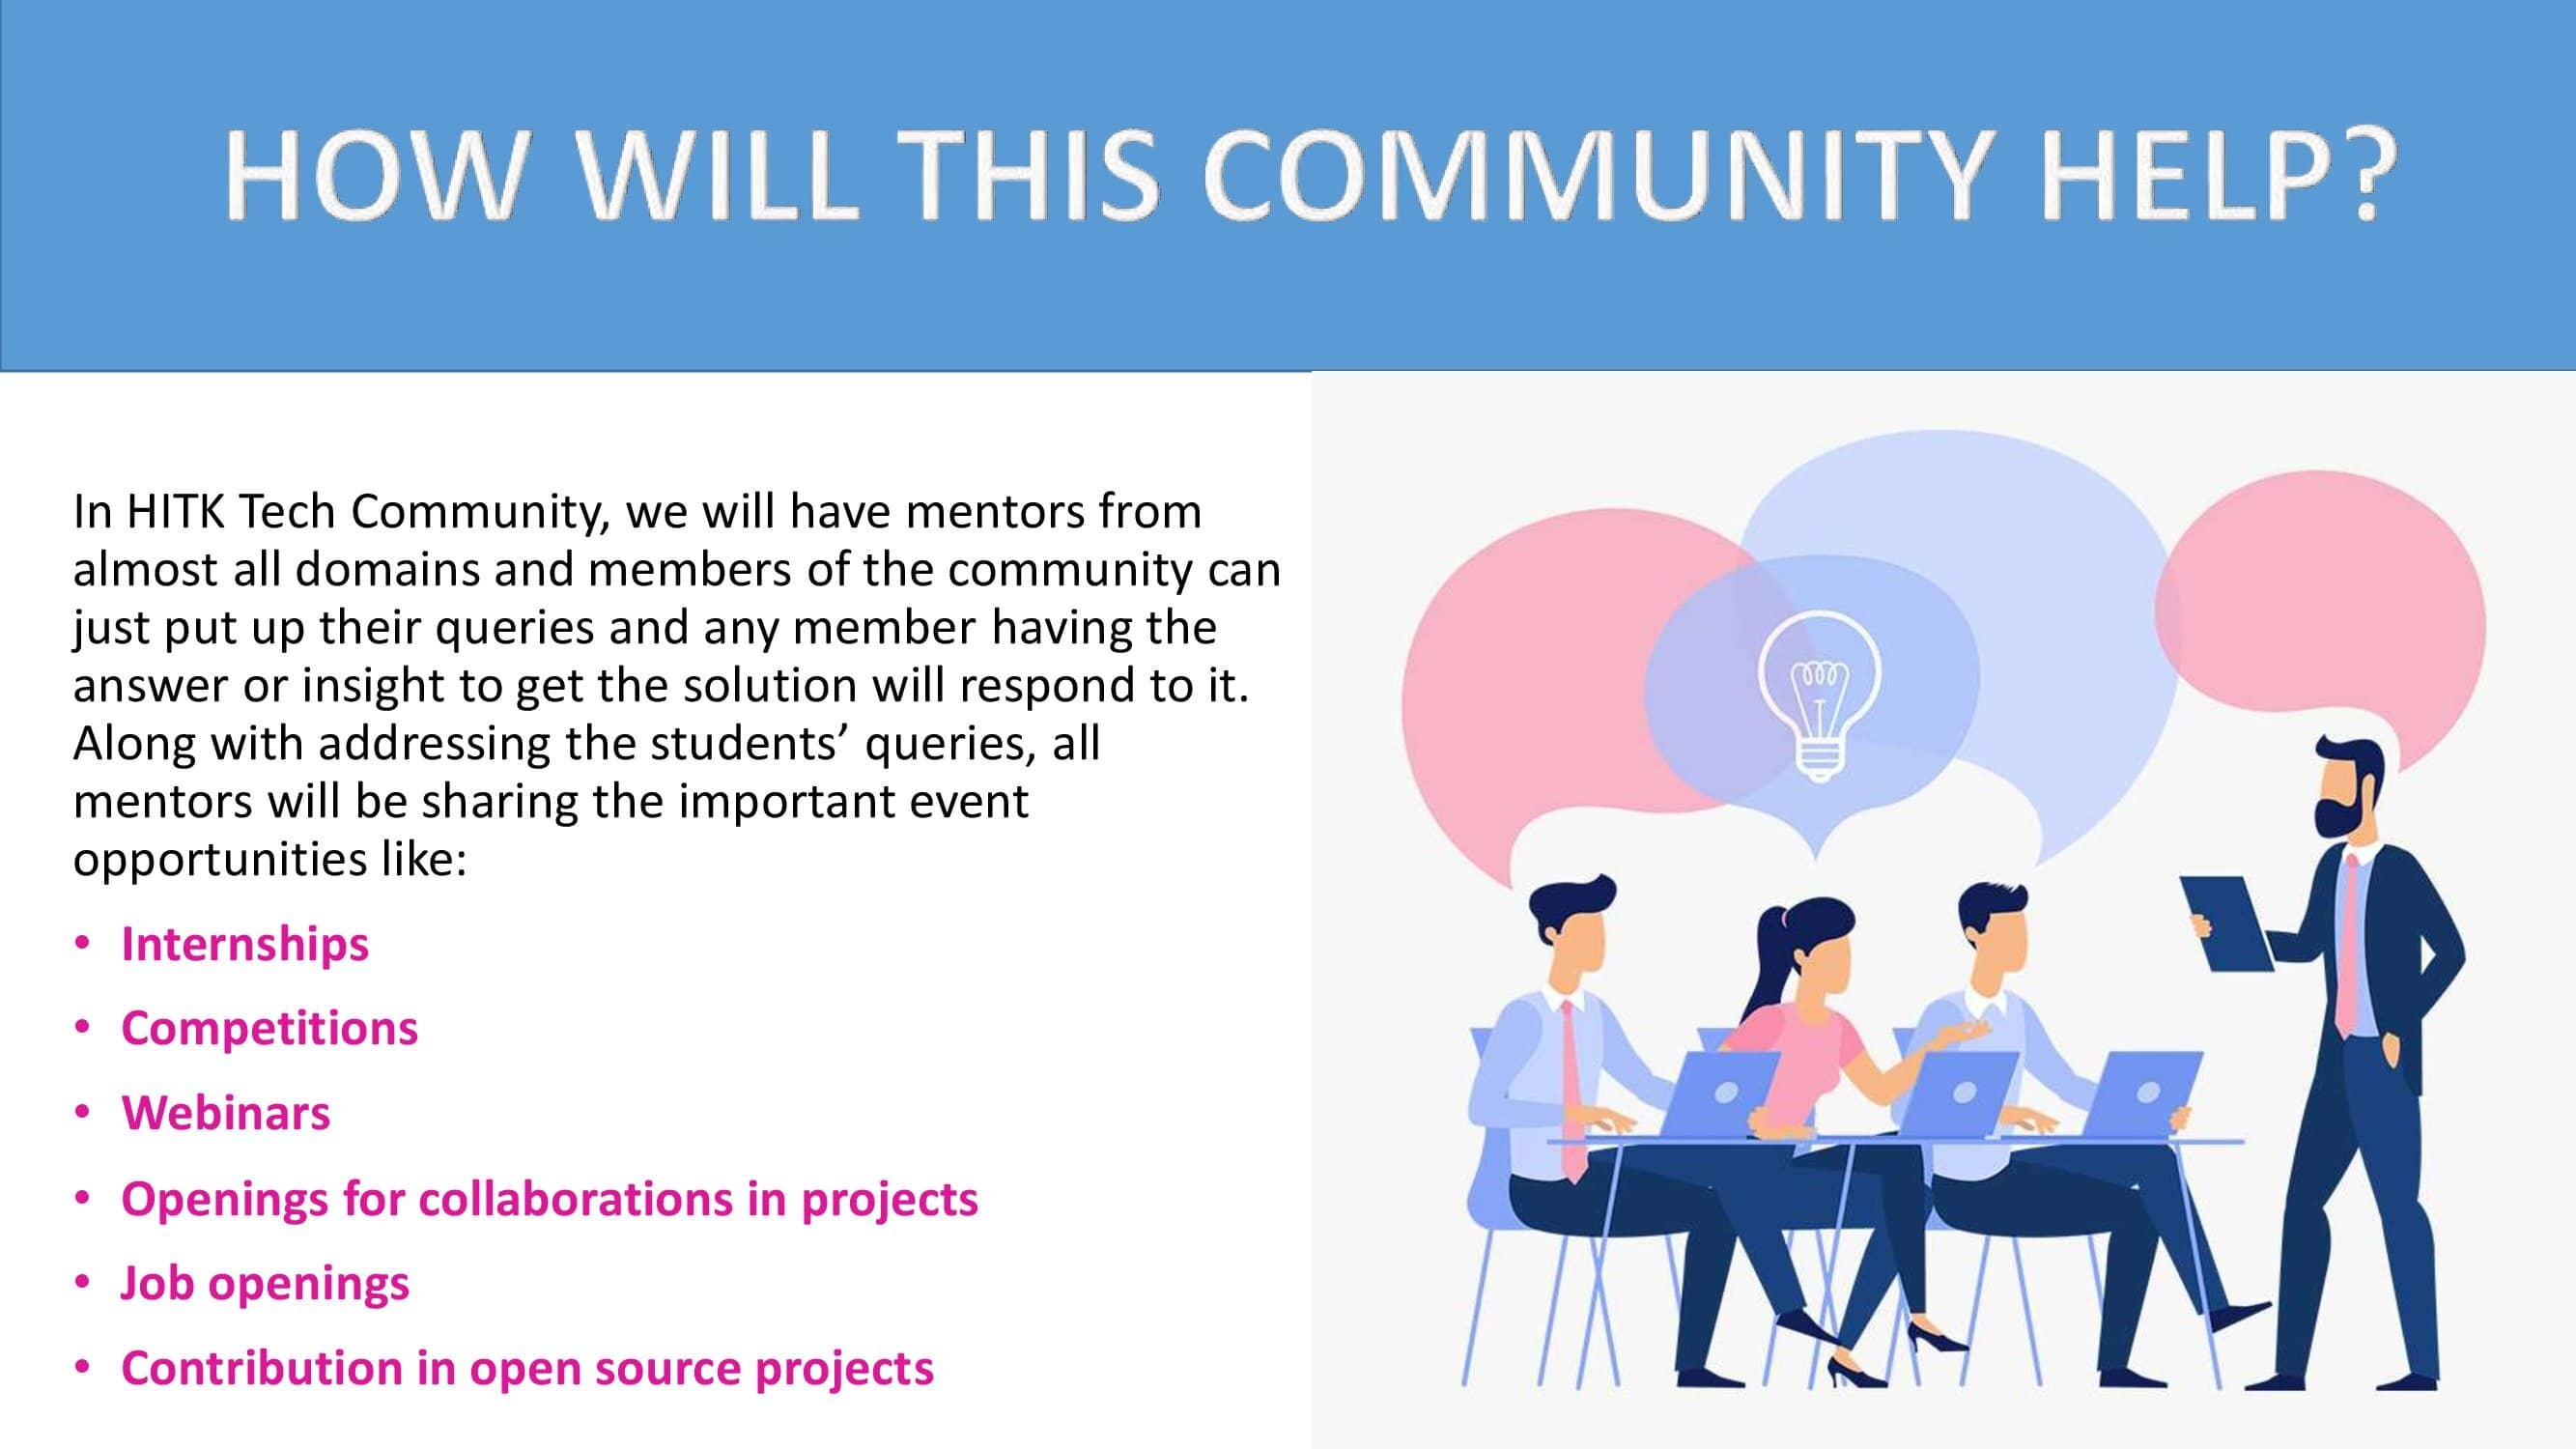 HOW WILL THIS COMMUNITY HELP?
In HITK Tech Community, we will have mentors from
almost all domains and members of the community can
just put up their queries and any member having the
answer or insight to get the solution will respond to it.
Along with addressing the students’ queries, all
mentors will be sharing the important event
opportunities like:
• Internships
• Competitions
• Webinars
• Openings for collaborations in projects
• Job openings
• Contribution in open source projects